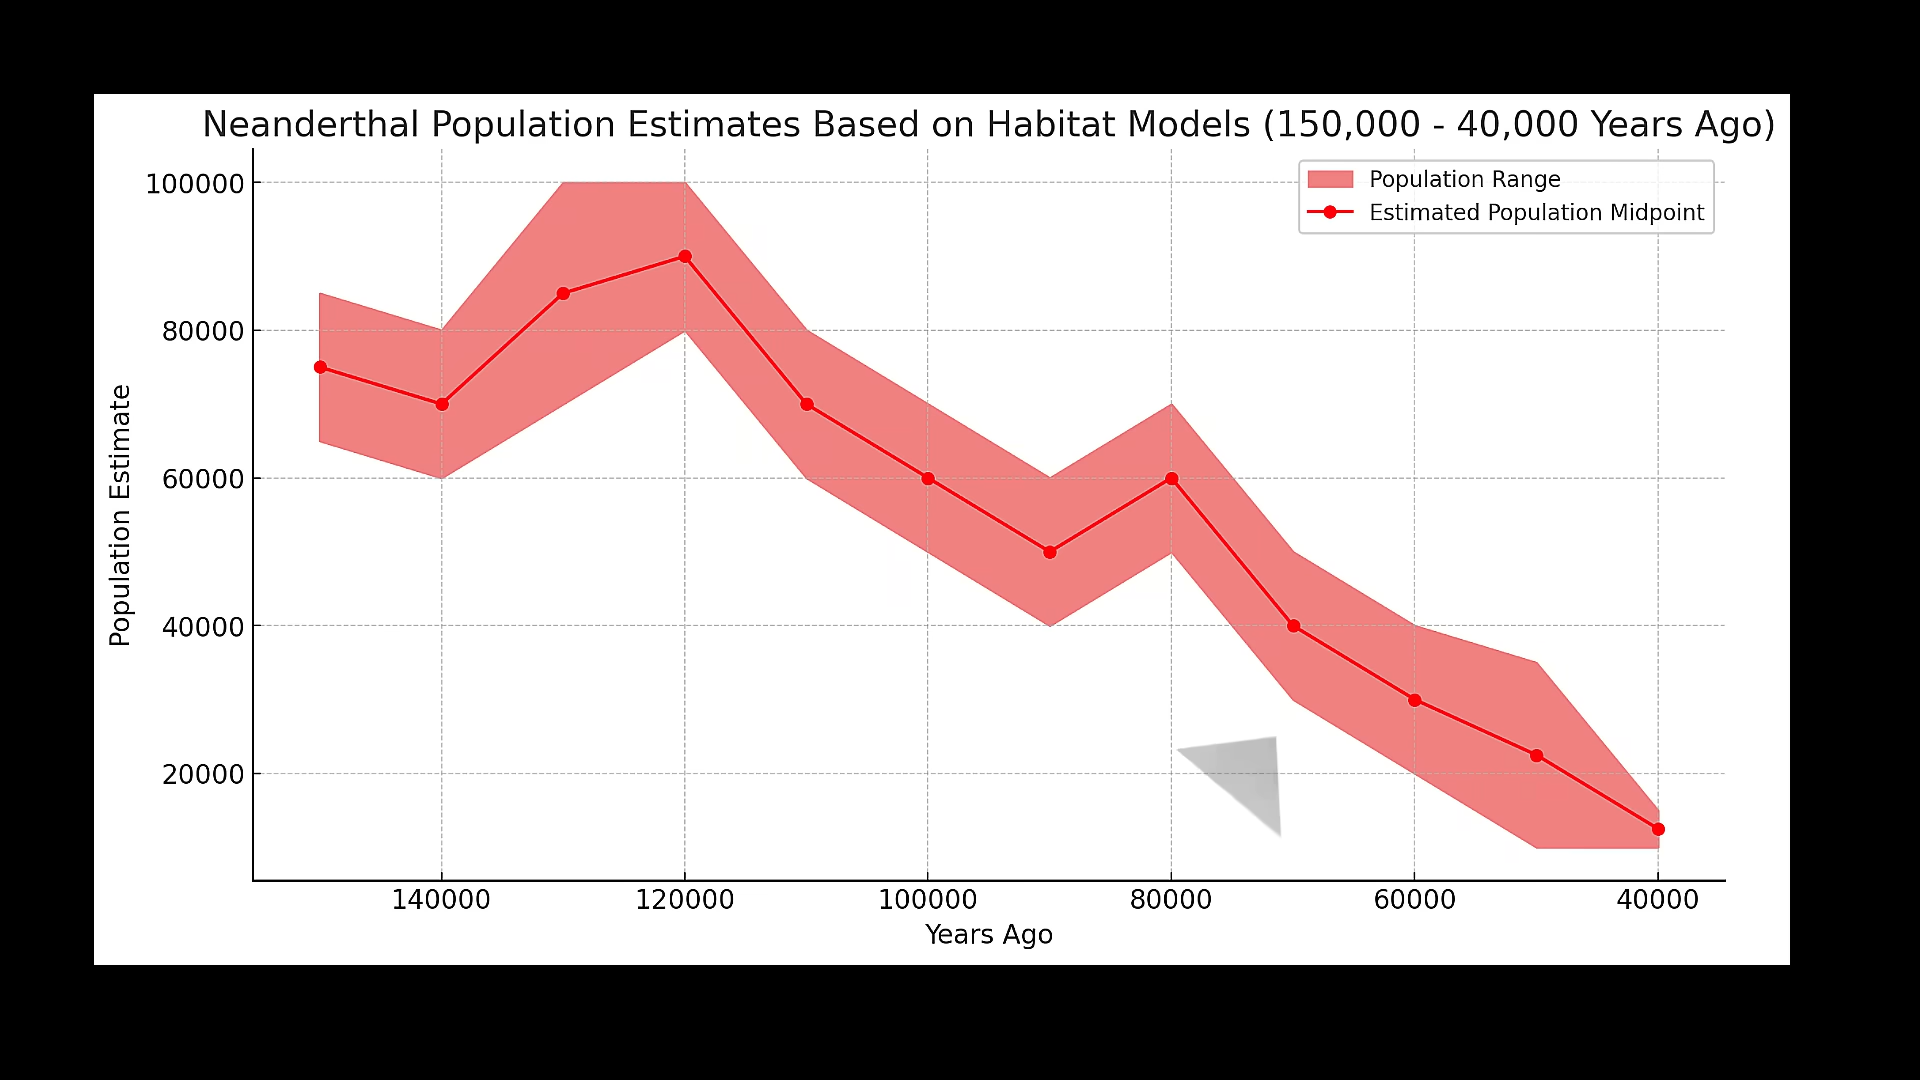 Neanderthal Population Estimates Based on Habitat Models (150,000 - 40,000 Years Ago)
Population Range
Estimated Population Midpoint
100000
80000
60000
40000
20000
Population Estimate
140000 120000 100000 80000 60000 40000
Years Ago